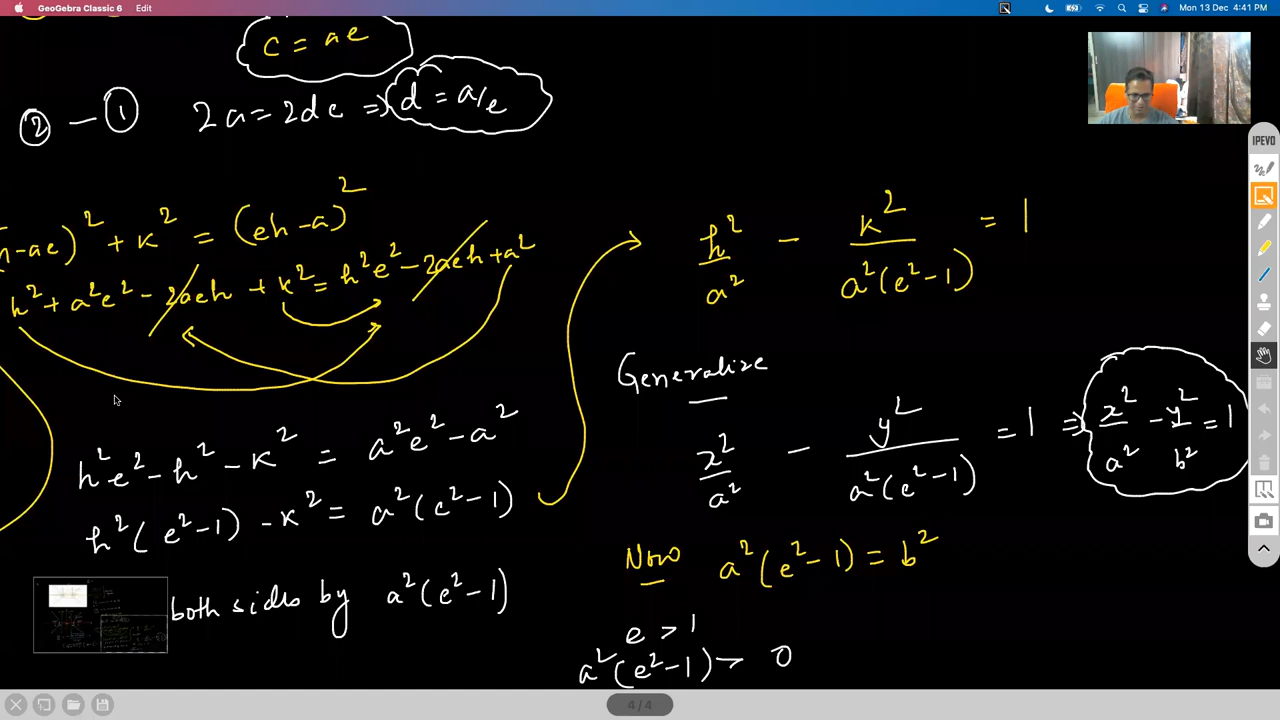 GeoGebra Classic 6 Edit Mon 13 Dec 4:41 PM
c = ae
② — ① 2a = 2de ⇒ d = a/e
IPEVO
h-ae)² + k² = (eh-a)²
h² + a²e² - 2aeh + k² = h²e² - 2aeh + a²
h²e² - h² - k² = a²e² - a²
h²(e²-1) - k² = a²(e²-1)
both sides by a²(e²-1)
h²/a² - k²/a²(e²-1) = 1
Generalize
x²/a² - y²/a²(e²-1) = 1 ⇒ x²/a² - y²/b² = 1
Now a²(e²-1) = b²
e > 1
a²(e²-1) > 0
4 / 4